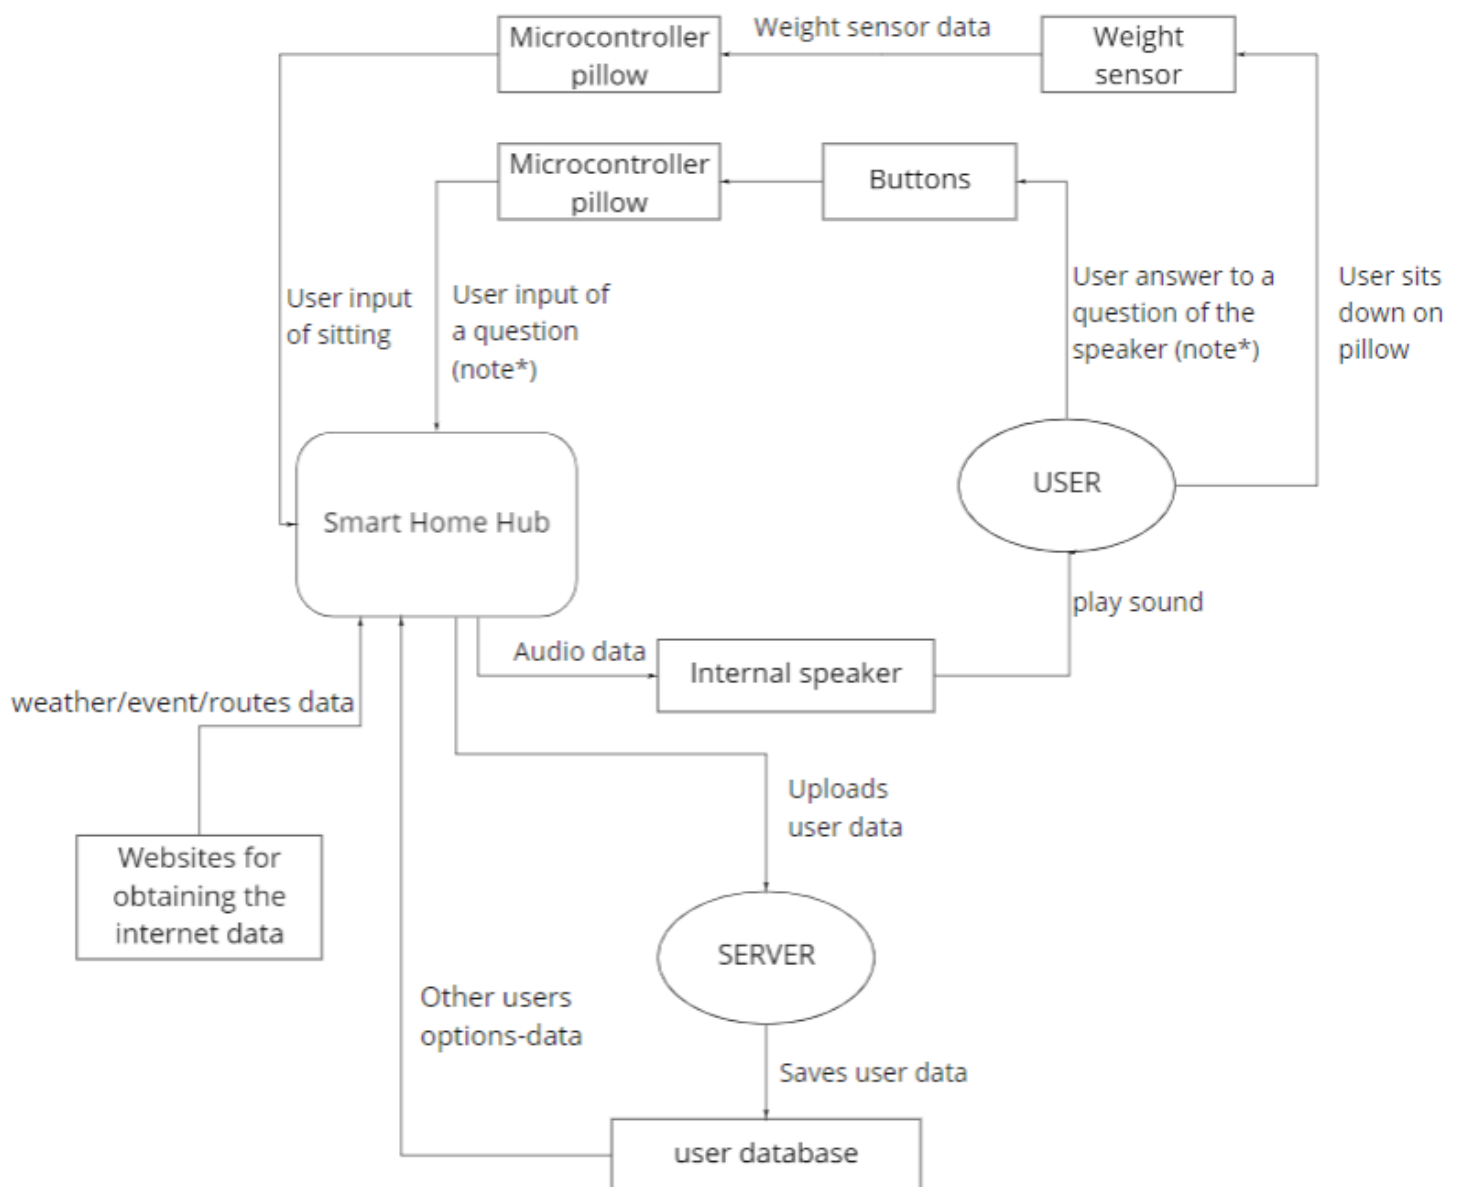 Microcontroller
pillow
Weight sensor data
Weight
sensor
Microcontroller
pillow
Buttons
User input
of sitting
User input of
a question
(note*)
User answer to a
question of the
speaker (note*)
User sits
down on
pillow
Smart Home Hub
USER
play sound
Audio data
Internal speaker
weather/event/routes data
Uploads
user data
Websites for
obtaining the
internet data
SERVER
Other users
options-data
Saves user data
user database